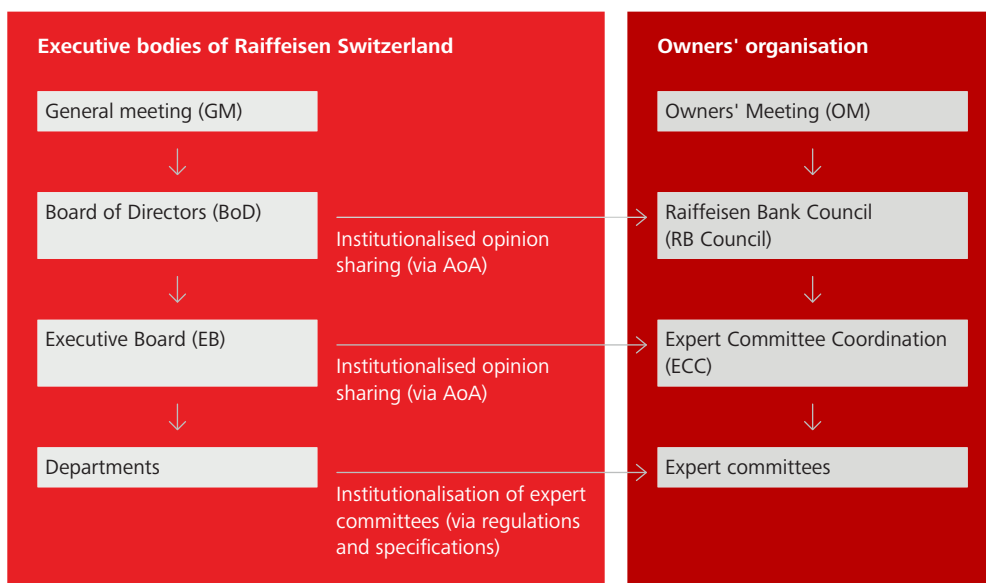 Executive bodies of Raiffeisen Switzerland
General meeting (GM)
Board of Directors (BoD)
Institutionalised opinion
sharing (via AoA)
Executive Board (EB)
Institutionalised opinion
sharing (via AoA)
Departments
Institutionalisation of expert
committees (via regulations
and specifications)
Owners' organisation
Owners' Meeting (OM)
Raiffeisen Bank Council
(RB Council)
Expert Committee Coordination
(ECC)
Expert committees